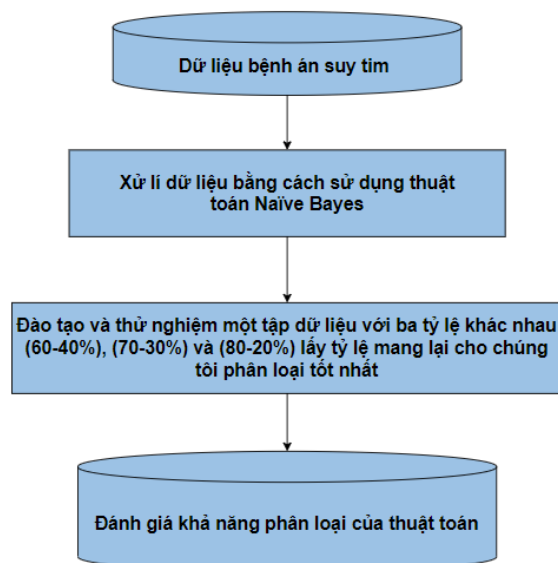 Dữ liệu bệnh án suy tim
Xử lí dữ liệu bằng cách sử dụng thuật
toán Naïve Bayes
Đào tạo và thử nghiệm một tập dữ liệu với ba tỷ lệ khác nhau
(60-40%), (70-30%) và (80-20%) lấy tỷ lệ mang lại cho chúng
tôi phân loại tốt nhất
Đánh giá khả năng phân loại của thuật toán